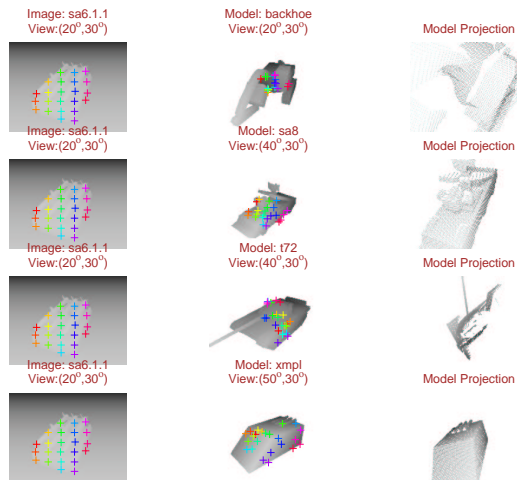 Image: sa6.1.1
View:(20°,30°)
Model: backhoe
View:(20°,30°)
Model Projection
Image: sa6.1.1
View:(20°,30°)
Model: sa8
View:(40°,30°)
Model Projection
Image: sa6.1.1
View:(20°,30°)
Model: t72
View:(40°,30°)
Model Projection
Image: sa6.1.1
View:(20°,30°)
Model: xmpl
View:(50°,30°)
Model Projection